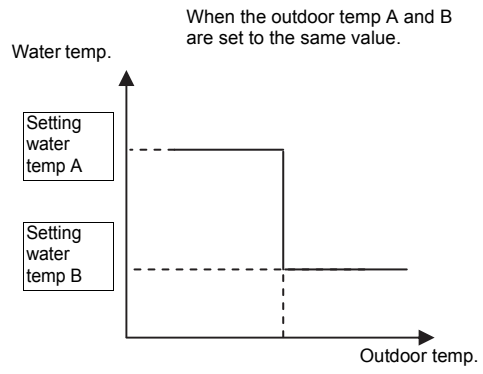 When the outdoor temp A and B
are set to the same value.
Water temp.
Setting
water
temp A
Setting
water
temp B
Outdoor temp.